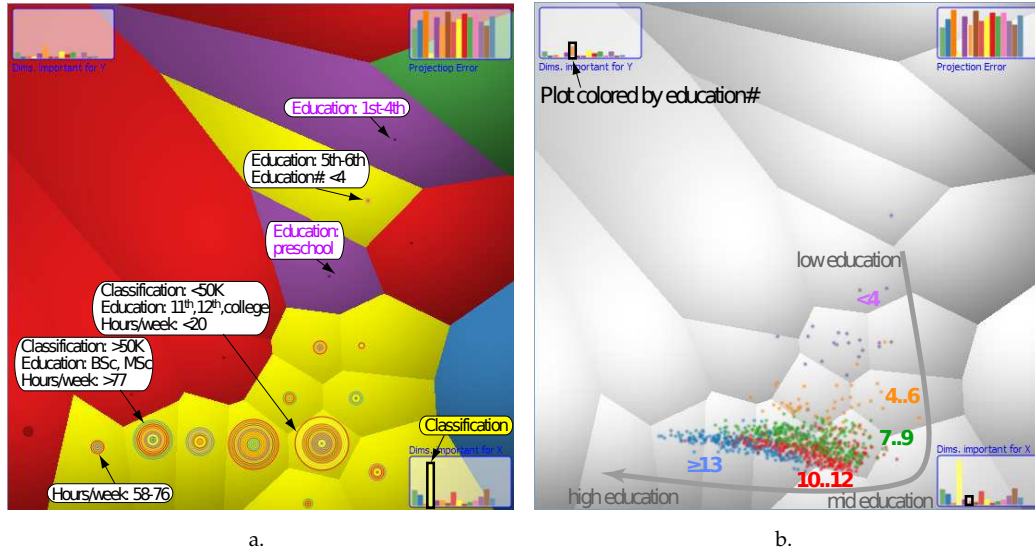 Dims. important for Y
Projection Error
Education: 1st-4th
Education: 5th-6th
Education#: <4
Education:
preschool
Classification: <50K
Education: 11th,12th,college
Hours/week: <20
Classification: >50K
Education: BSc, MSc
Hours/week: >77
Classification
Dims. important for X
Hours/week: 58-76
a.
Dims. important for Y
Projection Error
Plot colored by education#
low education
<4
4..6
7..9
Dims. important for X
≥13
10..12
high education
mid education
b.